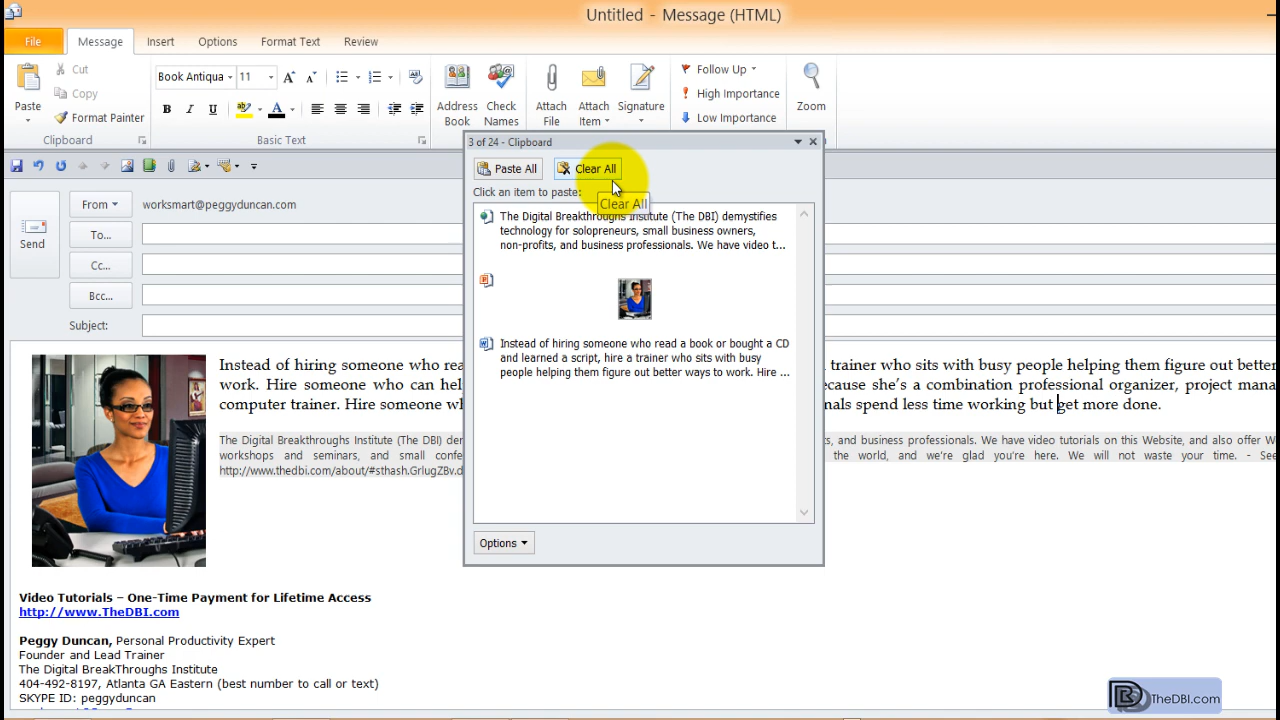 Untitled - Message (HTML)
File Message Insert Options Format Text Review
Cut
Copy
Format Painter
Paste
Clipboard
Book Antiqua 11
B I U
Basic Text
Address Book
Check Names
Attach File
Attach Item
Signature
Follow Up
High Importance
Low Importance
Zoom
3 of 24 - Clipboard
Paste All Clear All
Click an item to paste:
Clear All
The Digital Breakthroughs Institute (The DBI) demystifies
technology for solopreneurs, small business owners,
non-profits, and business professionals. We have video t...
Instead of hiring someone who read a book or bought a CD
and learned a script, hire a trainer who sits with busy
people helping them figure out better ways to work. Hire ...
Options
Send
From worksmart@peggyduncan.com
To...
Cc...
Bcc...
Subject:
Instead of hiring someone who rea trainer who sits with busy people helping them figure out better
work. Hire someone who can hel ecause she's a combination professional organizer, project mana
computer trainer. Hire someone wh nals spend less time working but get more done.
The Digital Breakthroughs Institute (The DBI) der s, and business professionals. We have video tutorials on this Website, and also offer W
workshops and seminars, and small confe the world, and we're glad you're here. We will not waste your time. - See
http://www.thedbi.com/about/#sthash.GrlugZBv.d
Video Tutorials – One-Time Payment for Lifetime Access
http://www.TheDBI.com
Peggy Duncan, Personal Productivity Expert
Founder and Lead Trainer
The Digital BreakThroughs Institute
404-492-8197, Atlanta GA Eastern (best number to call or text)
SKYPE ID: peggyduncan
TheDBI.com